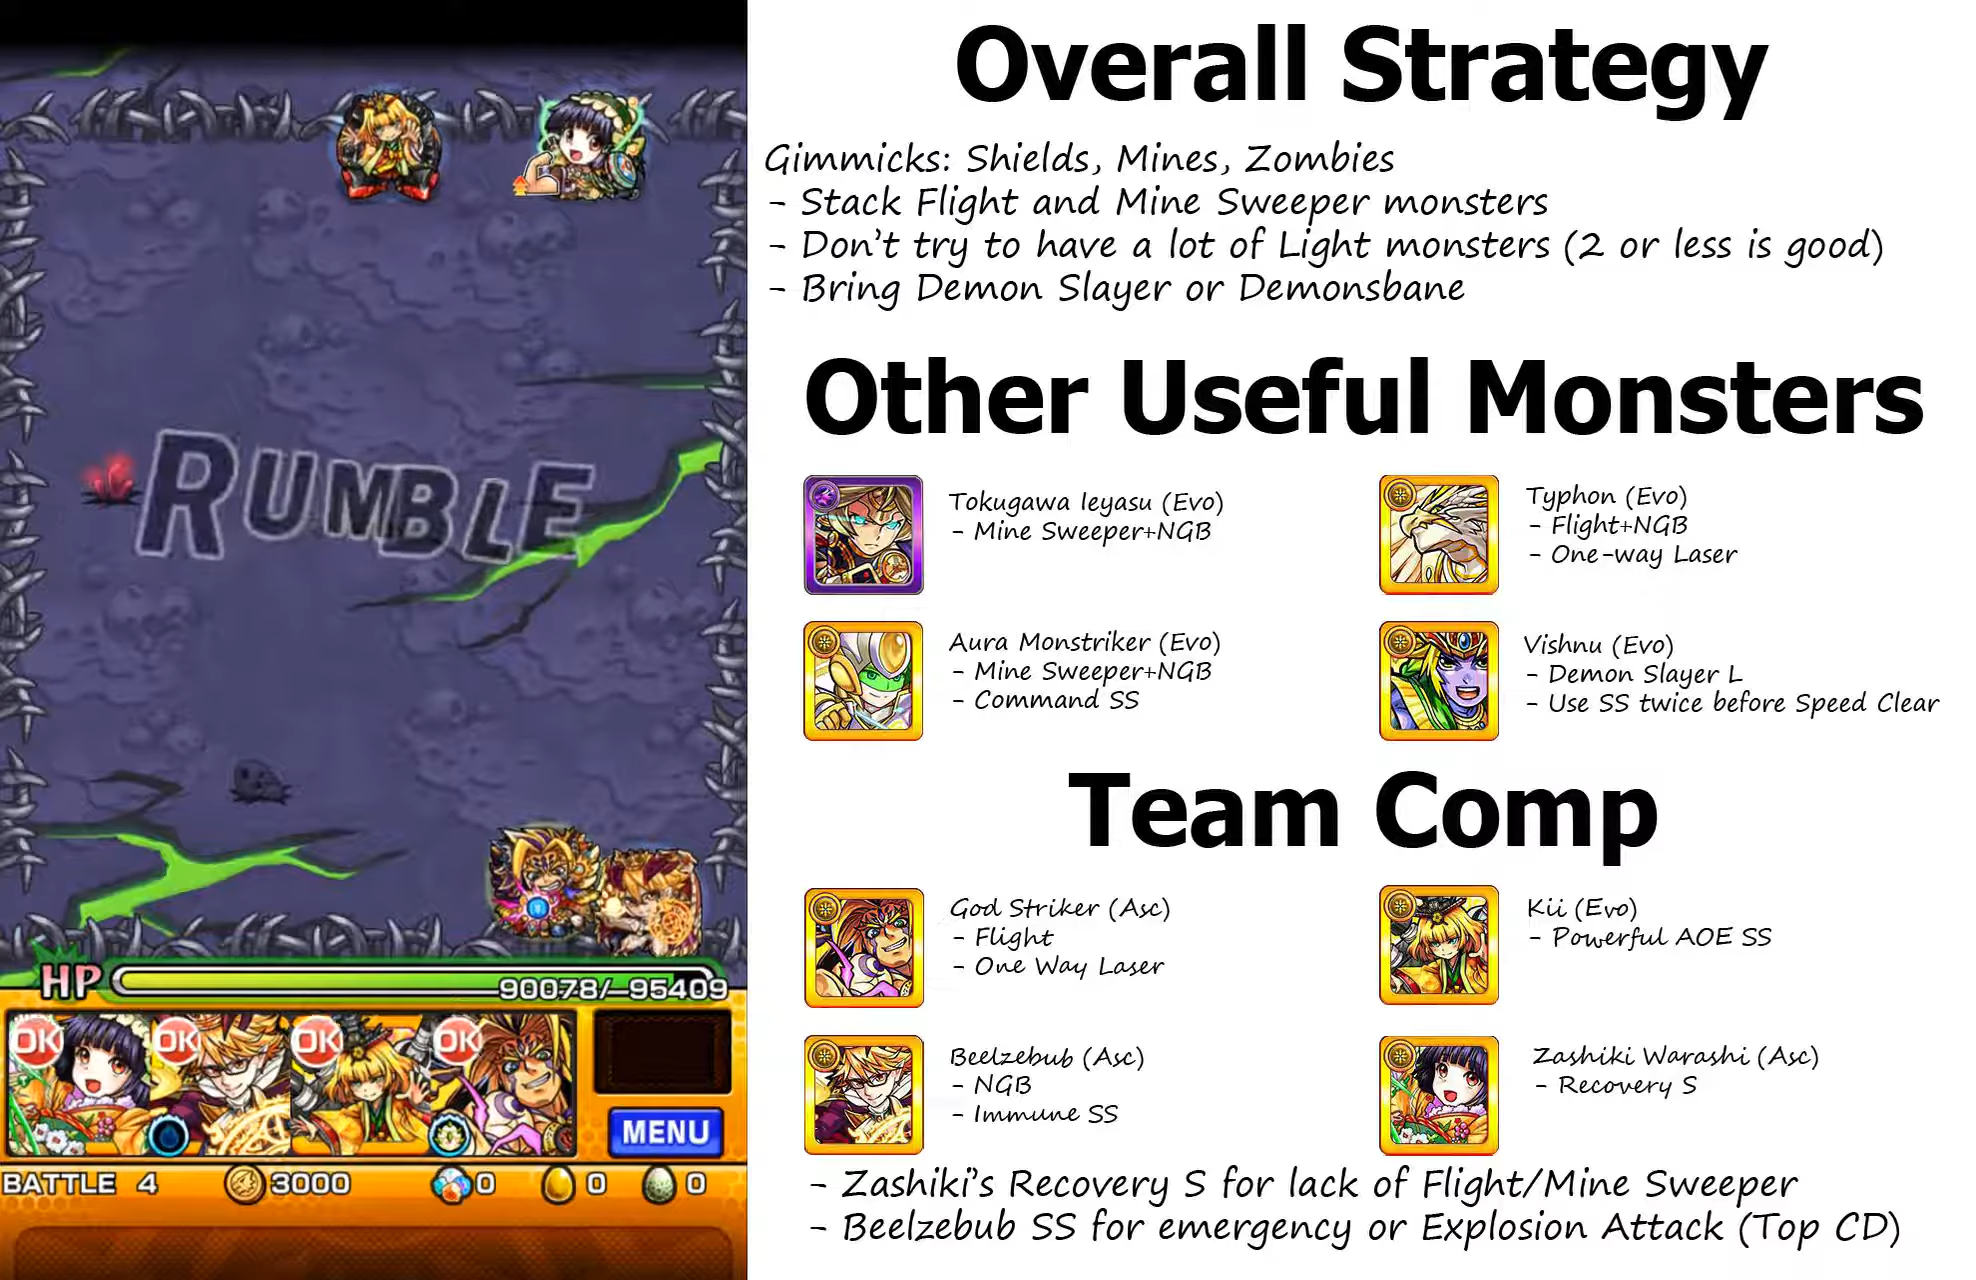 Overall Strategy
Gimmicks: Shields, Mines, Zombies
- Stack Flight and Mine Sweeper monsters
- Don't try to have a lot of Light monsters (2 or less is good)
- Bring Demon Slayer or Demonsbane
Other Useful Monsters
Tokugawa Ieyasu (Evo)
- Mine Sweeper+NGB
Typhon (Evo)
- Flight+NGB
- One-way Laser
Aura Monstriker (Evo)
- Mine Sweeper+NGB
- Command SS
Vishnu (Evo)
- Demon Slayer L
- Use SS twice before Speed Clear
Team Comp
God Striker (Asc)
- Flight
- One Way Laser
Kii (Evo)
- Powerful AOE SS
Beelzebub (Asc)
- NGB
- Immune SS
Zashiki Warashi (Asc)
- Recovery S
- Zashiki's Recovery S for lack of Flight/Mine Sweeper
- Beelzebub SS for emergency or Explosion Attack (Top CD)
RUMBLE
HP
90078/ 95409
OK OK OK OK
MENU
BATTLE 4 3000 0 0 0